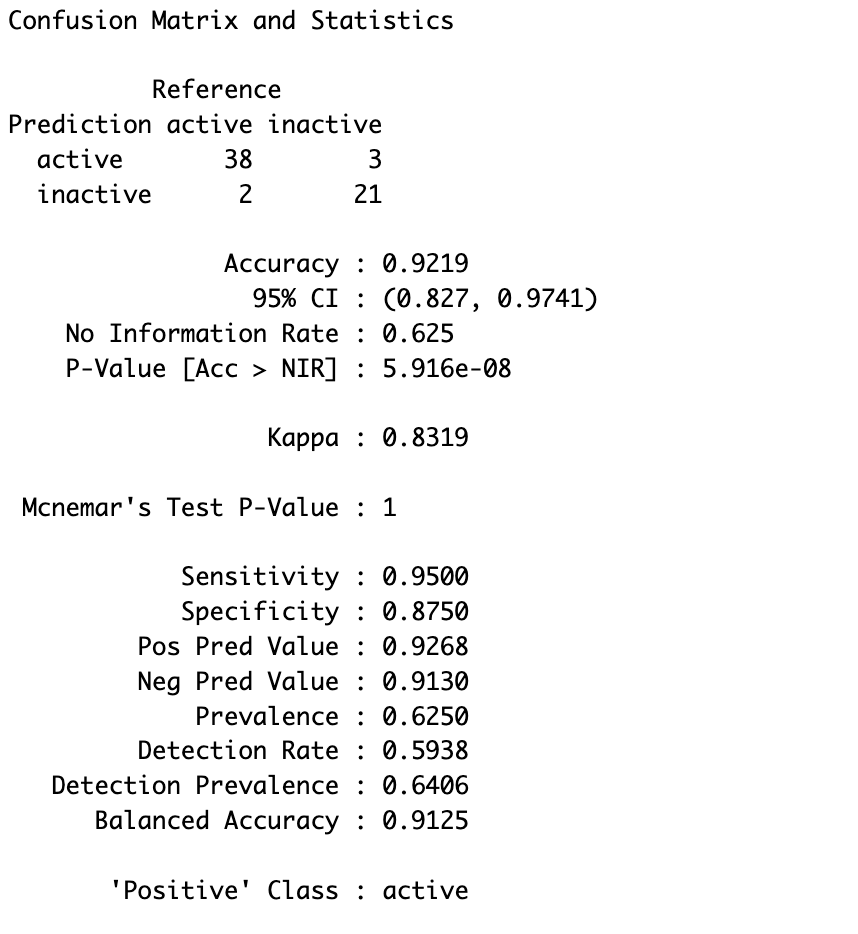 Confusion Matrix and Statistics
Reference
Prediction active inactive
active 38 3
inactive 2 21
Accuracy : 0.9219
95% CI : (0.827, 0.9741)
No Information Rate : 0.625
P-Value [Acc > NIR] : 5.916e-08
Kappa : 0.8319
Mcnemar's Test P-Value : 1
Sensitivity : 0.9500
Specificity : 0.8750
Pos Pred Value : 0.9268
Neg Pred Value : 0.9130
Prevalence : 0.6250
Detection Rate : 0.5938
Detection Prevalence : 0.6406
Balanced Accuracy : 0.9125
'Positive' Class : active